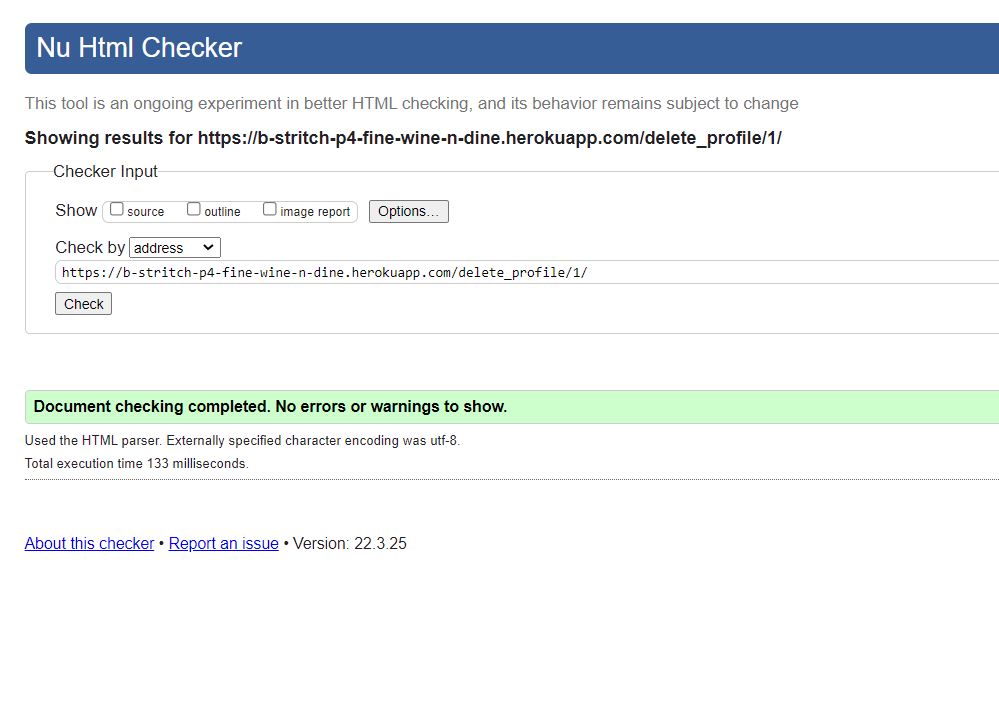 Nu Html Checker
This tool is an ongoing experiment in better HTML checking, and its behavior remains subject to change
Showing results for https://b-stritch-p4-fine-wine-n-dine.herokuapp.com/delete_profile/1/
Checker Input
Show source outline image report Options...
Check by address
https://b-stritch-p4-fine-wine-n-dine.herokuapp.com/delete_profile/1/
Check
Document checking completed. No errors or warnings to show.
Used the HTML parser. Externally specified character encoding was utf-8.
Total execution time 133 milliseconds.
About this checker • Report an issue • Version: 22.3.25